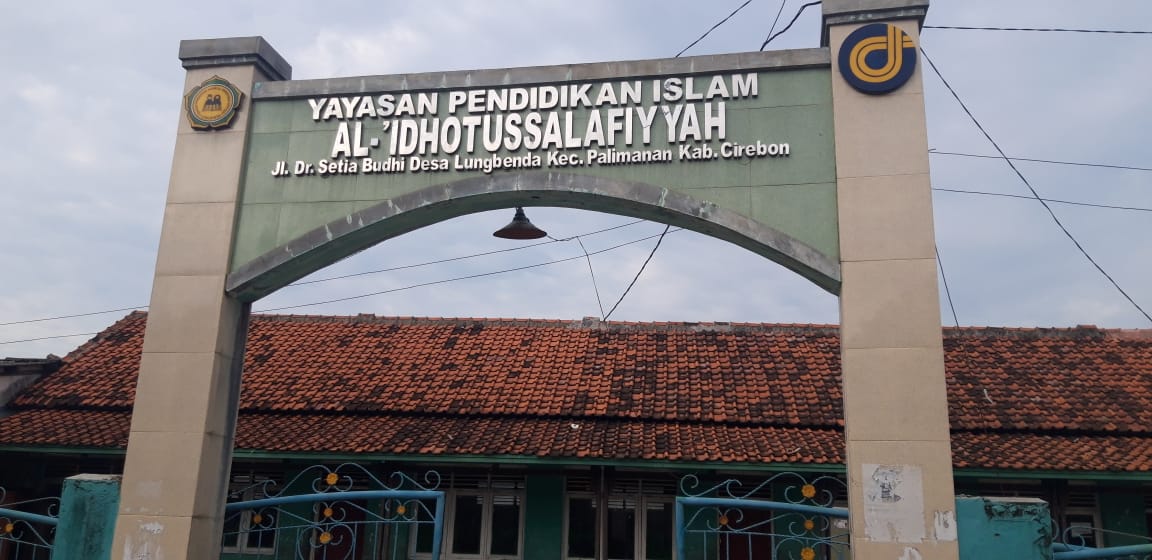 YAYASAN PENDIDIKAN ISLAM
AL-'IDHOTUSSALAFIYYAH
Jl. Dr. Setia Budhi Desa Lungbenda Kec. Palimanan Kab. Cirebon